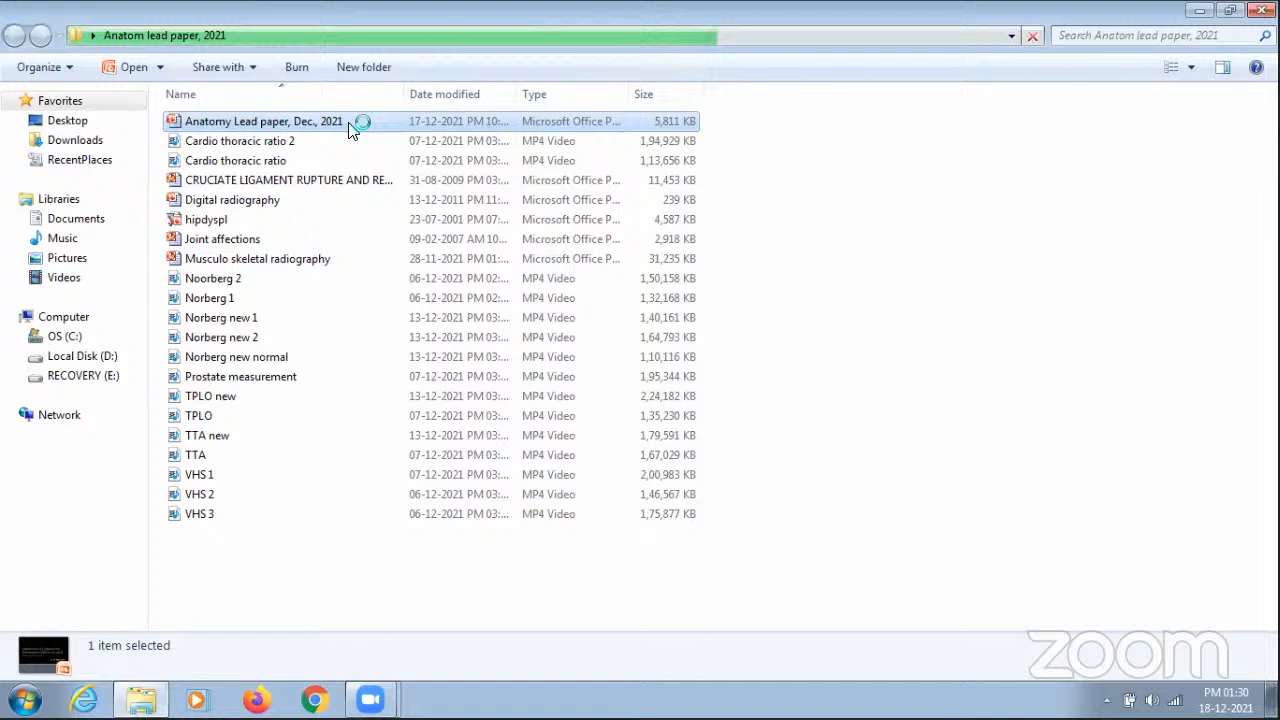 Anatom lead paper, 2021
Search Anatom lead paper, 2021
Organize Open Share with Burn New folder
Name Date modified Type Size
Favorites
Desktop
Downloads
RecentPlaces
Libraries
Documents
Music
Pictures
Videos
Computer
OS (C:)
Local Disk (D:)
RECOVERY (E:)
Network
Anatomy Lead paper, Dec., 2021 17-12-2021 PM 10:... Microsoft Office P... 5,811 KB
Cardio thoracic ratio 2 07-12-2021 PM 03:... MP4 Video 1,94,929 KB
Cardio thoracic ratio 07-12-2021 PM 03:... MP4 Video 1,13,656 KB
CRUCIATE LIGAMENT RUPTURE AND RE... 31-08-2009 PM 03:... Microsoft Office P... 11,453 KB
Digital radiography 13-12-2011 PM 11:... Microsoft Office P... 239 KB
hipdyspl 23-07-2001 PM 07:... Microsoft Office P... 4,587 KB
Joint affections 09-02-2007 AM 10... Microsoft Office P... 2,918 KB
Musculo skeletal radiography 28-11-2021 PM 01:... Microsoft Office P... 31,235 KB
Noorberg 2 06-12-2021 PM 02:... MP4 Video 1,50,158 KB
Norberg 1 06-12-2021 PM 02:... MP4 Video 1,32,168 KB
Norberg new 1 13-12-2021 PM 03:... MP4 Video 1,40,161 KB
Norberg new 2 13-12-2021 PM 03:... MP4 Video 1,64,793 KB
Norberg new normal 13-12-2021 PM 03:... MP4 Video 1,10,116 KB
Prostate measurement 07-12-2021 PM 03:... MP4 Video 1,95,344 KB
TPLO new 13-12-2021 PM 03:... MP4 Video 2,24,182 KB
TPLO 07-12-2021 PM 03:... MP4 Video 1,35,230 KB
TTA new 13-12-2021 PM 03:... MP4 Video 1,79,591 KB
TTA 07-12-2021 PM 03:... MP4 Video 1,67,029 KB
VHS 1 07-12-2021 PM 03:... MP4 Video 2,00,983 KB
VHS 2 06-12-2021 PM 03:... MP4 Video 1,46,567 KB
VHS 3 06-12-2021 PM 03:... MP4 Video 1,75,877 KB
1 item selected
zoom
PM 01:30
18-12-2021